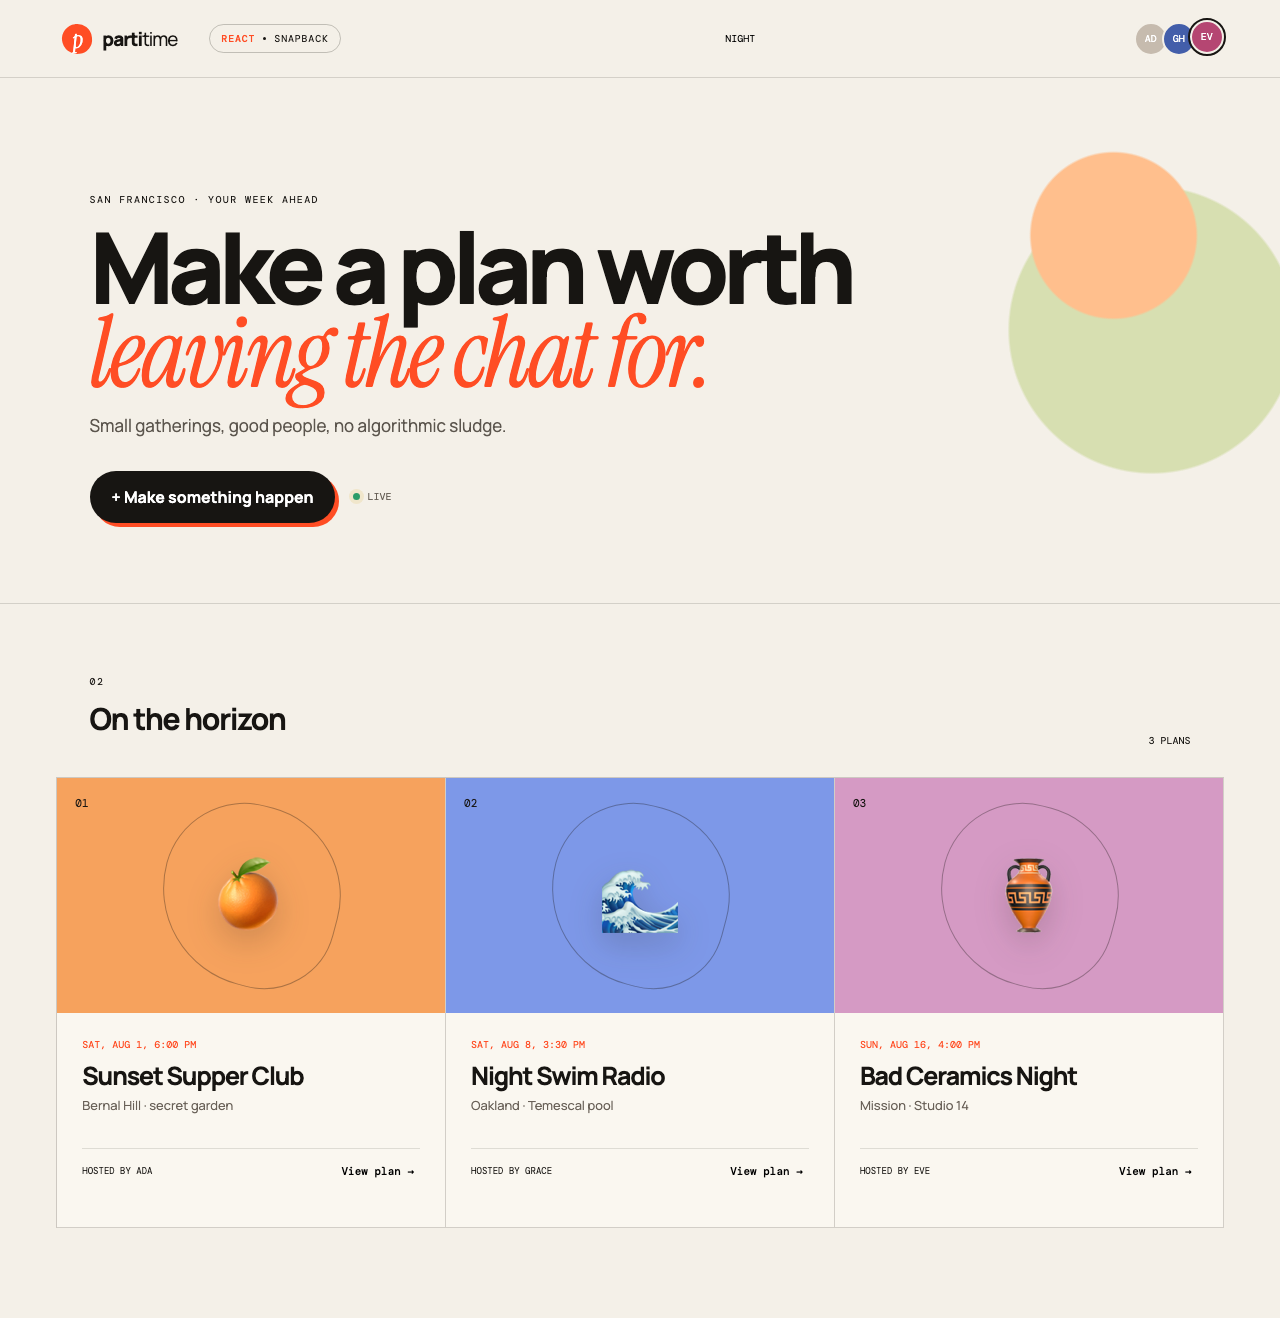 p partitime
REACT • SNAPBACK
NIGHT
AD GH EV
SAN FRANCISCO · YOUR WEEK AHEAD
Make a plan worth
leaving the chat for.
Small gatherings, good people, no algorithmic sludge.
+ Make something happen
LIVE
02
On the horizon
3 PLANS
01
SAT, AUG 1, 6:00 PM
Sunset Supper Club
Bernal Hill · secret garden
HOSTED BY ADA
View plan →
02
SAT, AUG 8, 3:30 PM
Night Swim Radio
Oakland · Temescal pool
HOSTED BY GRACE
View plan →
03
SUN, AUG 16, 4:00 PM
Bad Ceramics Night
Mission · Studio 14
HOSTED BY EVE
View plan →